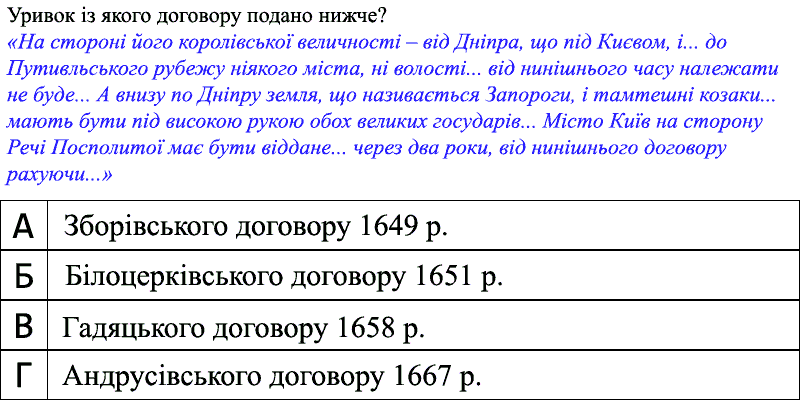 Уривок із якого договору подано нижче?
«На стороні його королівської величності – від Дніпра, що під Києвом, і... до
Путивльського рубежу ніякого міста, ні волості... від нинішнього часу належати
не буде... А внизу по Дніпру земля, що називається Запороги, і тамтешні козаки...
мають бути під високою рукою обох великих государів... Місто Київ на сторону
Речі Посполитої має бути віддане... через два роки, від нинішнього договору
рахуючи...»
А Зборівського договору 1649 р.
Б Білоцерківського договору 1651 р.
В Гадяцького договору 1658 р.
Г Андрусівського договору 1667 р.